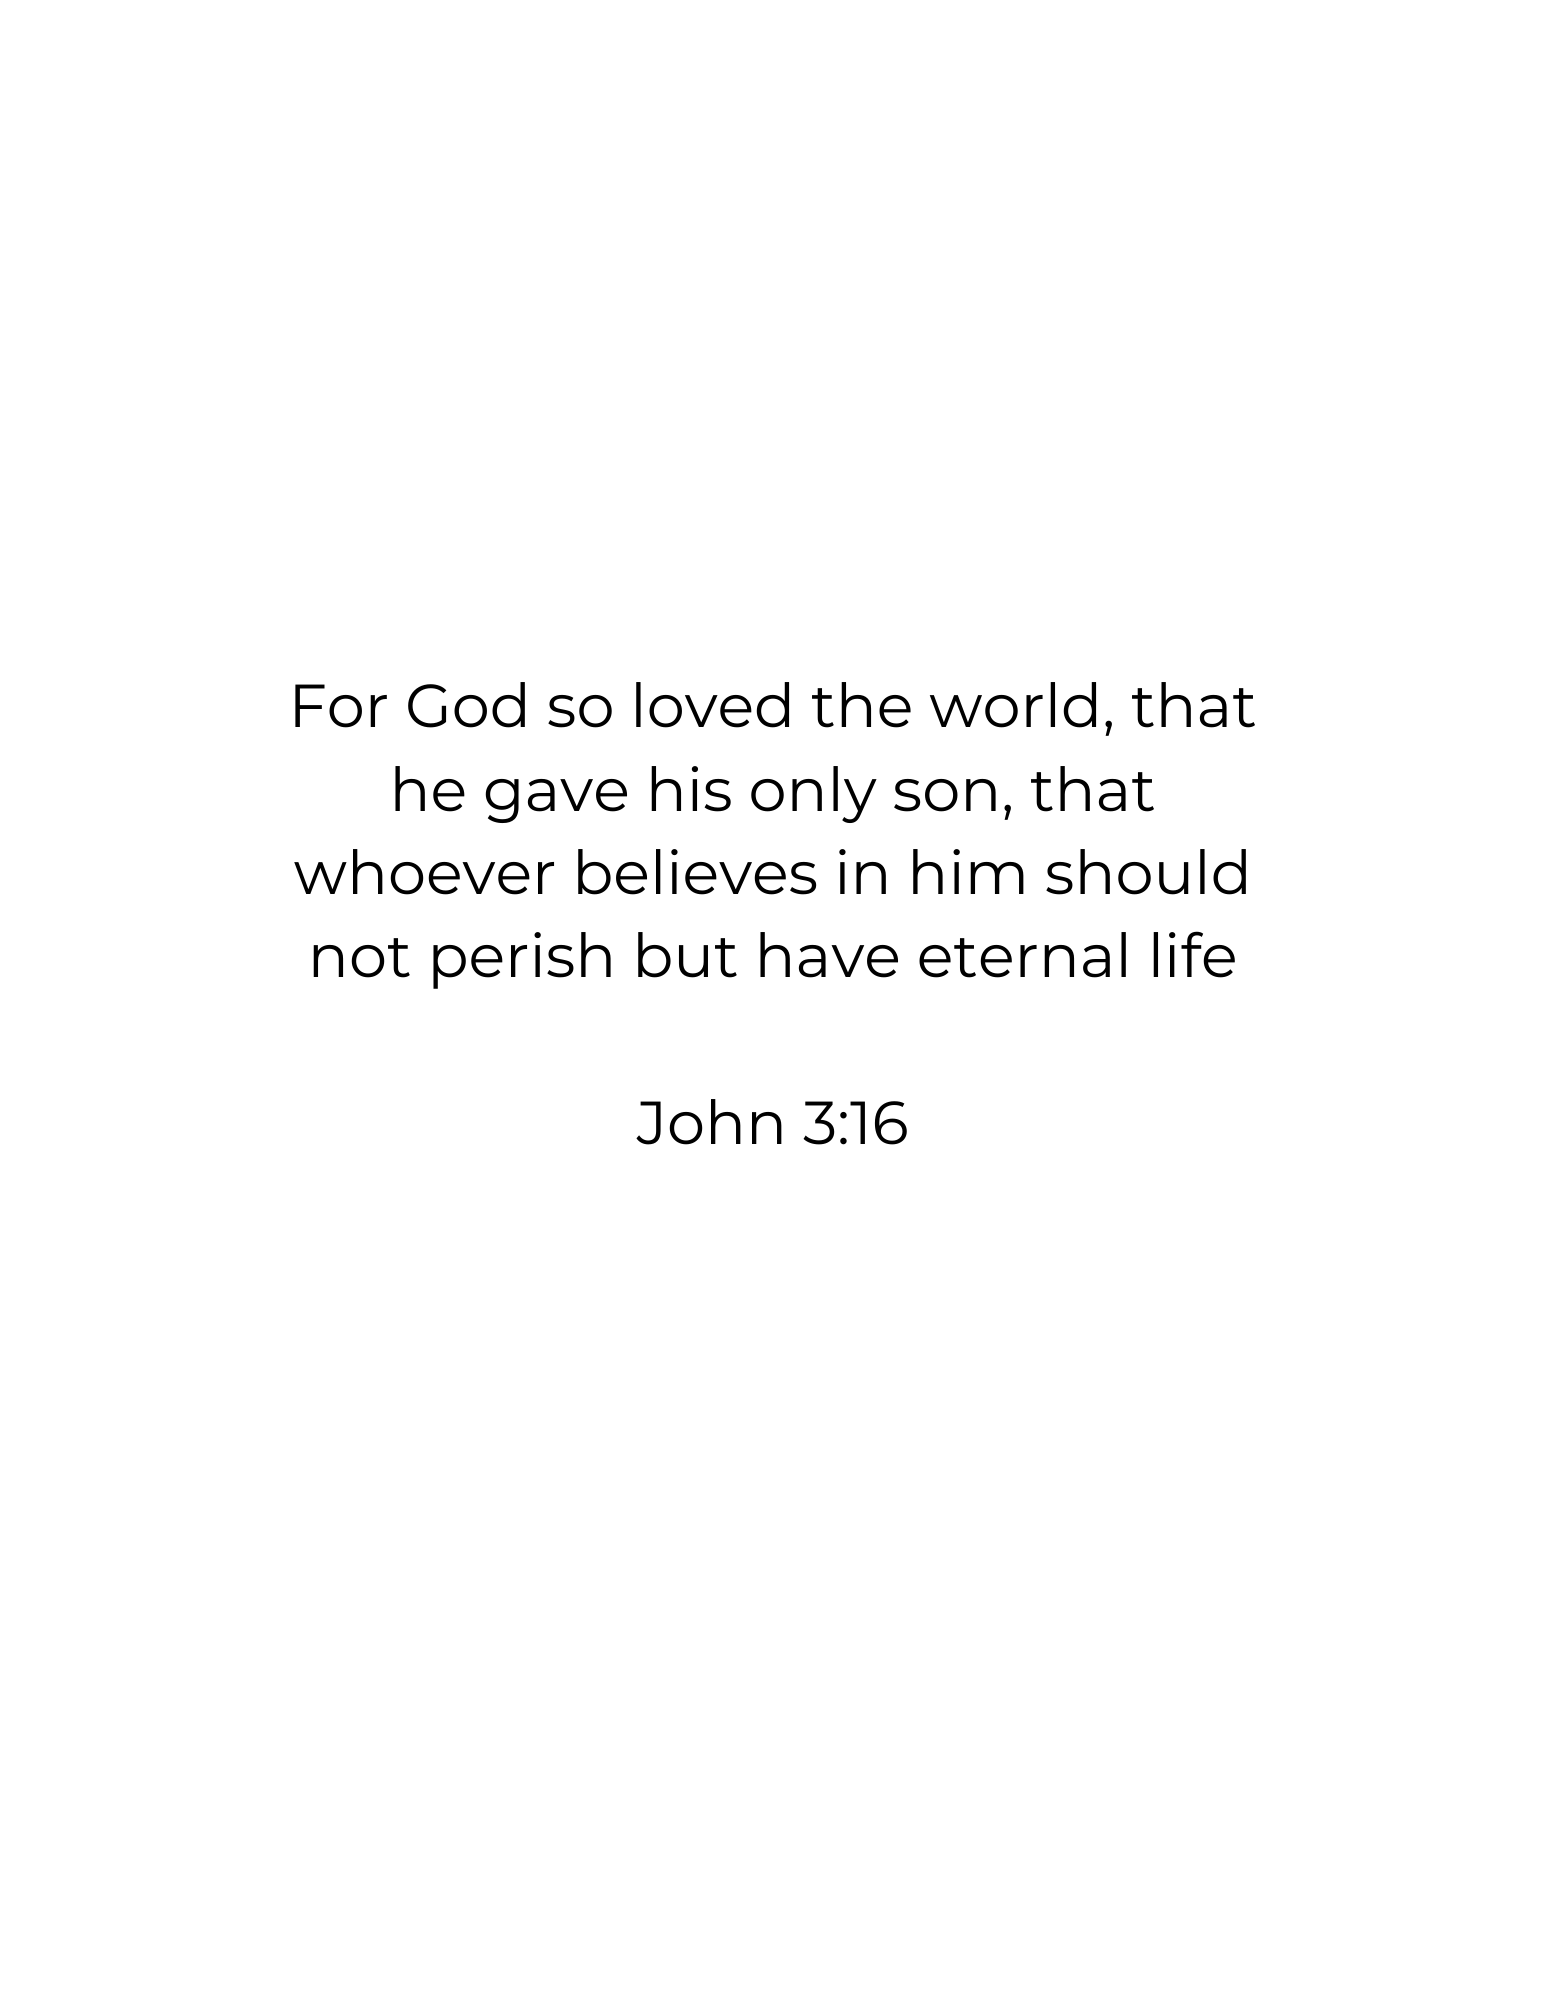 For God so loved the world, that
he gave his only son, that
whoever believes in him should
not perish but have eternal life
John 3:16